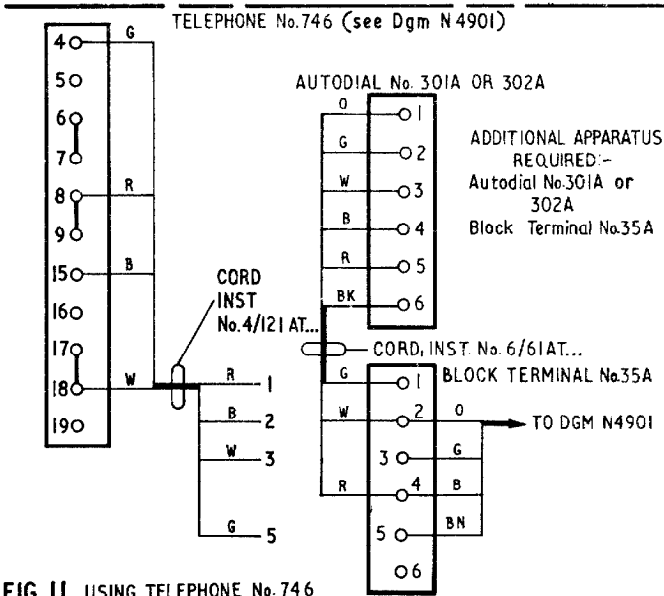 TELEPHONE No.746 (see Dgm N4901)
4 G
5
6
7
8 R
9
15 B
16
17
18 W
19
CORD
INST
No.4/121 AT...
R 1
B 2
W 3
G 5
AUTODIAL No. 301A OR 302A
O 1
G 2
W 3
B 4
R 5
BK 6
ADDITIONAL APPARATUS
REQUIRED:-
Autodial No.301A or
302A
Block Terminal No.35A
CORD, INST. No. 6/61AT...
BLOCK TERMINAL No.35A
G 1
W 2 O
TO DGM N4901
3 G
R 4 B
5 BN
6
FIG 11 USING TELEPHONE No. 746